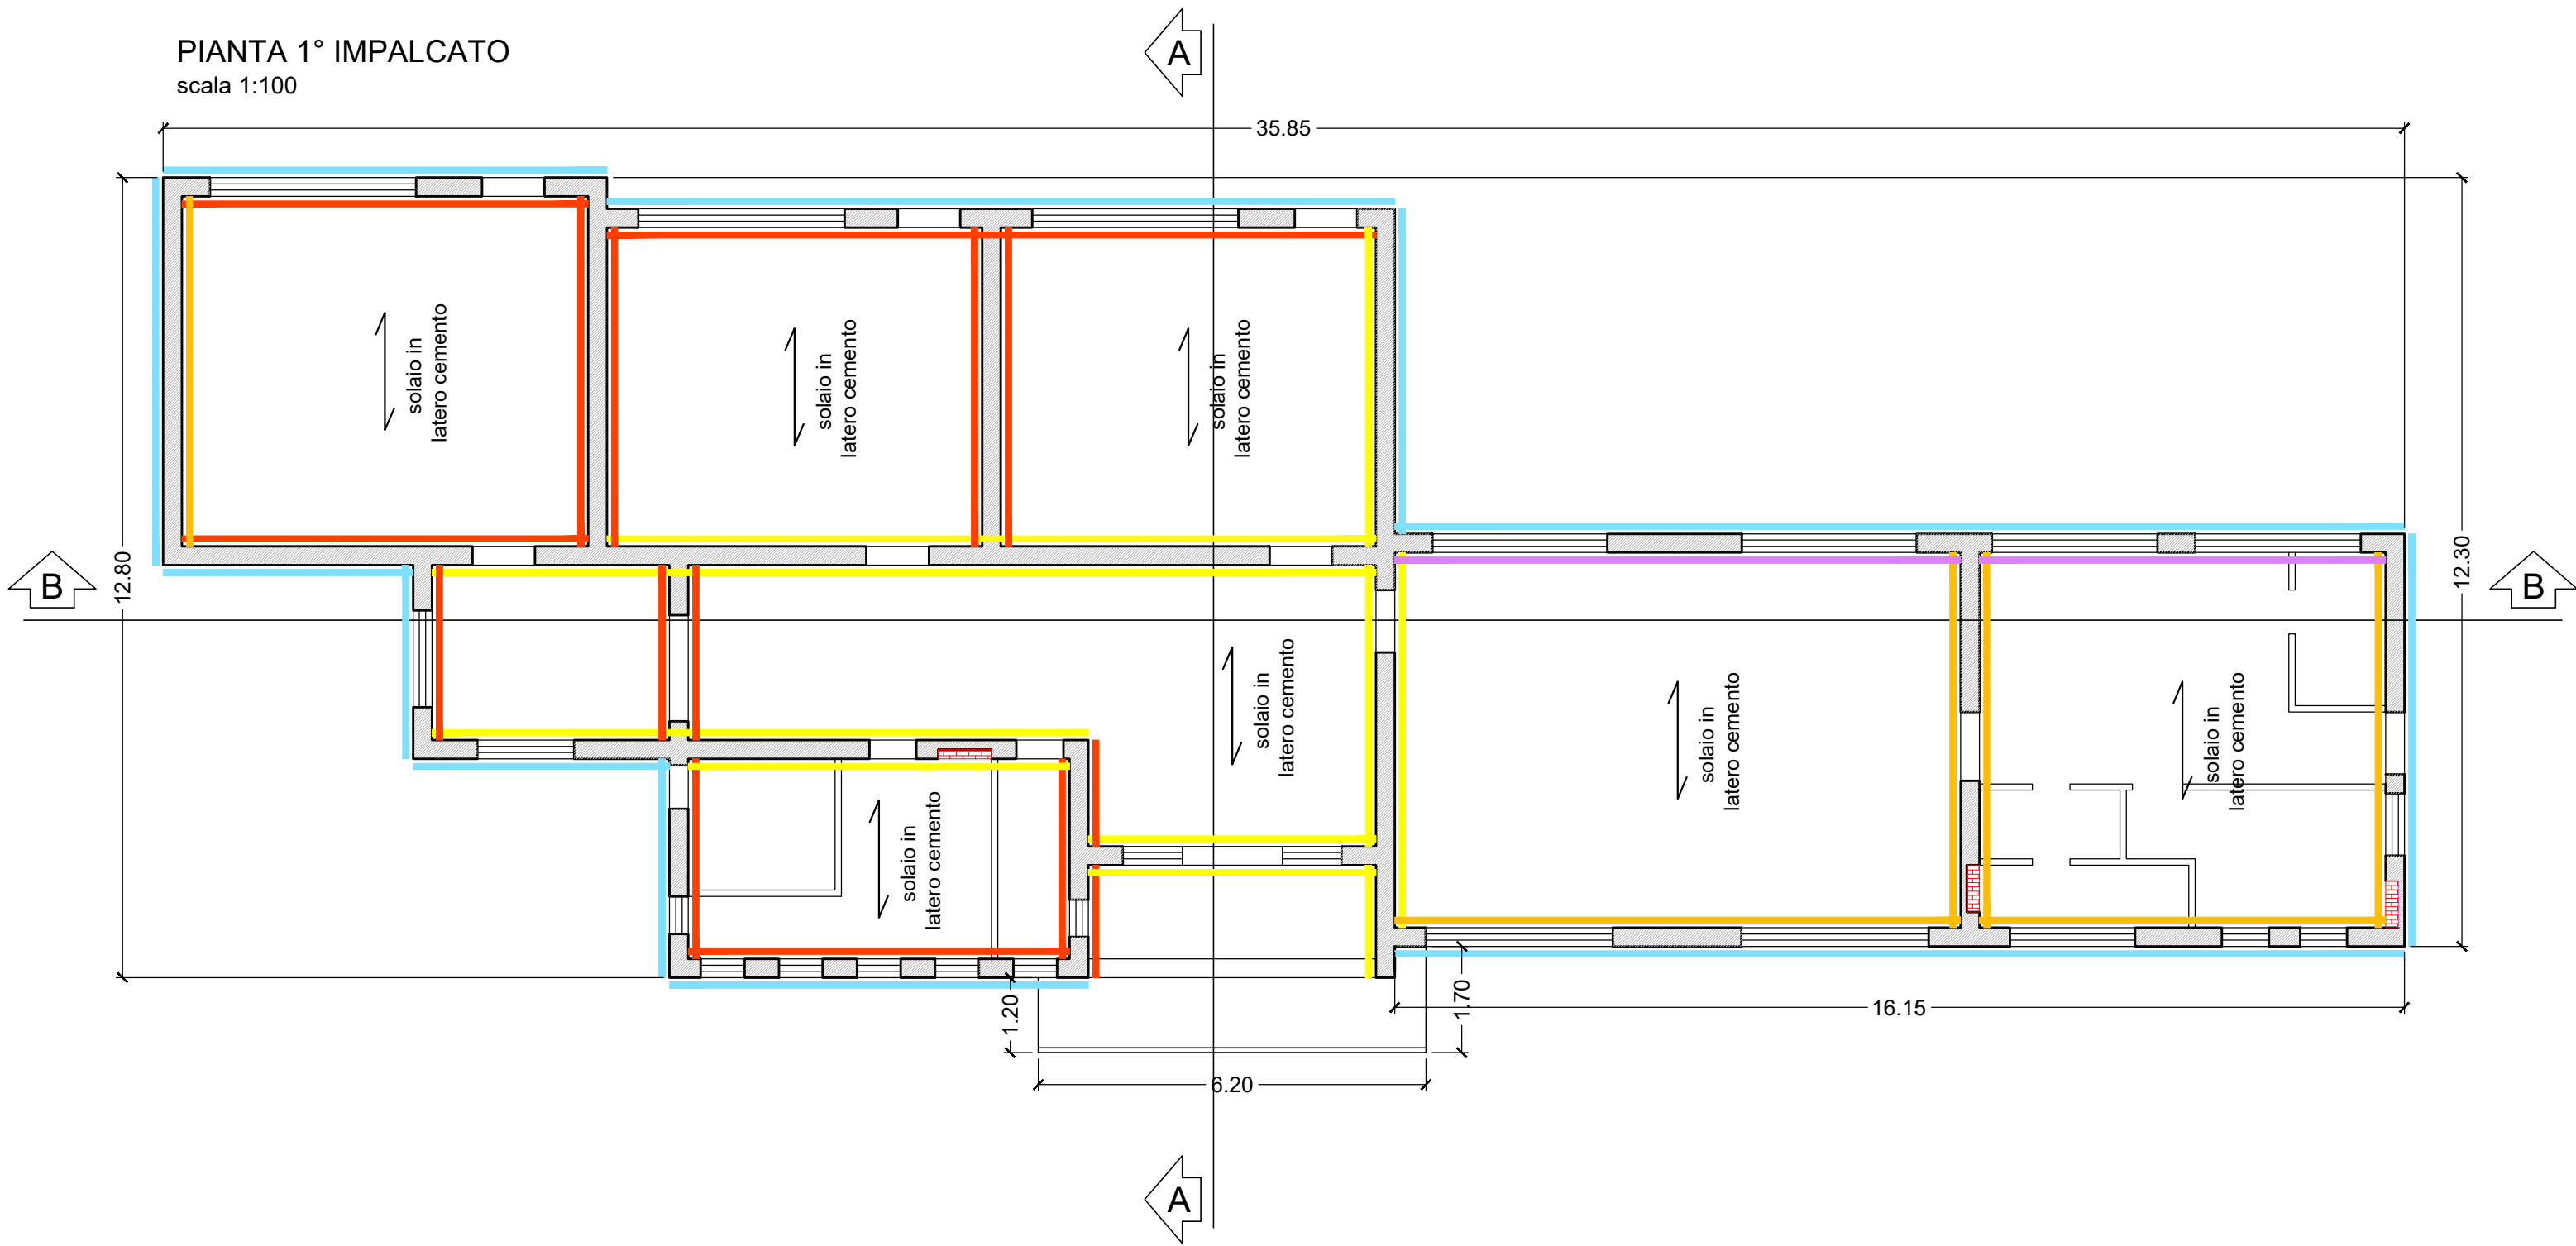 PIANTA 1° IMPALCATO
scala 1:100
A
35.85
solaio in
latero cemento
solaio in
latero cemento
solaio in
latero cemento
B
12.80
12.30
B
solaio in
latero cemento
solaio in
latero cemento
solaio in
latero cemento
solaio in
latero cemento
1.20
1.70
16.15
6.20
A